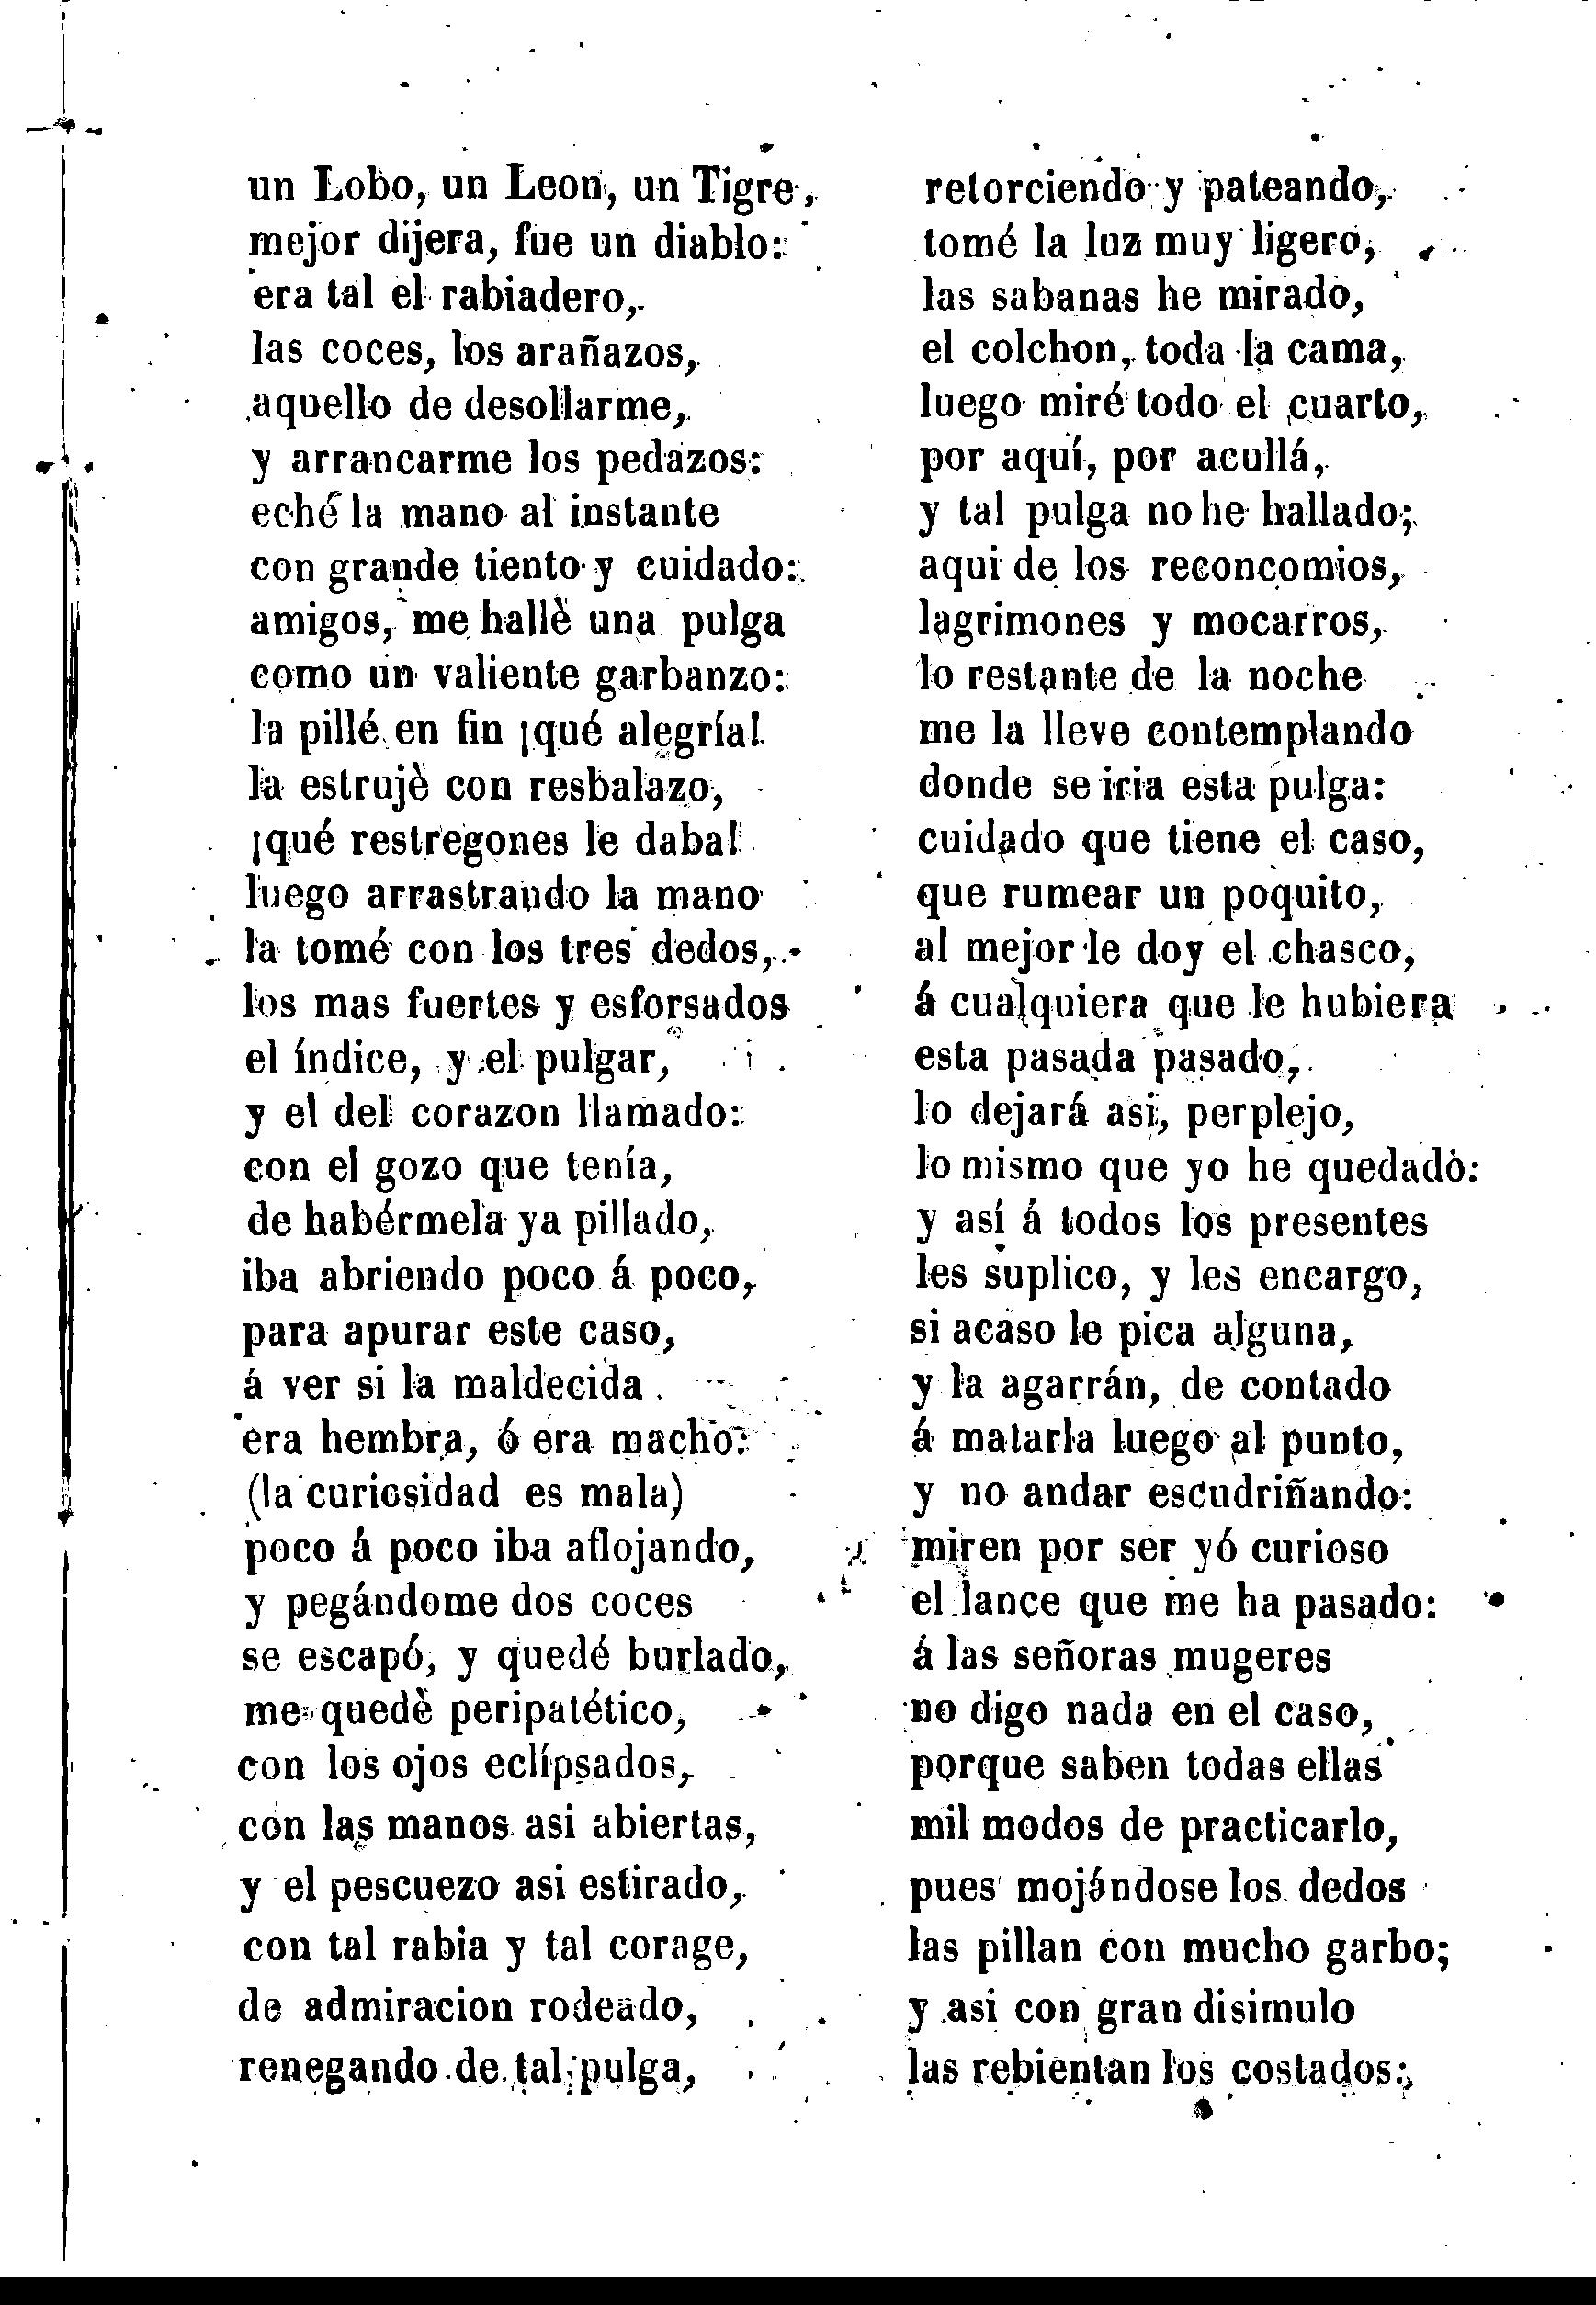 un Lobo, un Leon, un Tigre,
mejor dijera, fue un diablo:
era tal el rabiadero,
las coces, los arañazos,
aquello de desollarme,
y arrancarme los pedazos:
eché la mano al instante
con grande tiento y cuidado:
amigos, me hallè una pulga
como un valiente garbanzo:
la pillé en fin ¡qué alegría!
la estrujè con resbalazo,
¡qué restregones le daba!
luego arrastrando la mano
la tomé con los tres dedos,
los mas fuertes y esforsados
el índice, y el pulgar,
y el del corazon llamado:
con el gozo que tenía,
de habérmela ya pillado,
iba abriendo poco á poco,
para apurar este caso,
á ver si la maldecida
era hembra, ó era macho:
(la curiosidad es mala)
poco á poco iba aflojando,
y pegándome dos coces
se escapó, y quedé burlado,
me quedè peripatético,
con los ojos eclípsados,
con las manos asi abiertas,
y el pescuezo asi estirado,
con tal rabia y tal corage,
de admiracion rodeado,
renegando de tal pulga,
retorciendo y pateando,
tomé la luz muy ligero,
las sabanas he mirado,
el colchon, toda la cama,
luego miré todo el cuarto,
por aquí, por acullá,
y tal pulga no he hallado;
aqui de los reconcomios,
lagrimones y mocarros,
lo restante de la noche
me la lleve contemplando
donde se iria esta pulga:
cuidado que tiene el caso,
que rumear un poquito,
al mejor le doy el chasco,
á cualquiera que le hubiera
esta pasada pasado,
lo dejará asi, perplejo,
lo mismo que yo he quedado:
y así á todos los presentes
les suplico, y les encargo,
si acaso le pica alguna,
y la agarrán, de contado
á matarla luego al punto,
y no andar escudriñando:
miren por ser yó curioso
el lance que me ha pasado:
á las señoras mugeres
no digo nada en el caso,
porque saben todas ellas
mil modos de practicarlo,
pues mojándose los dedos
las pillan con mucho garbo;
y asi con gran disimulo
las rebientan los costados: